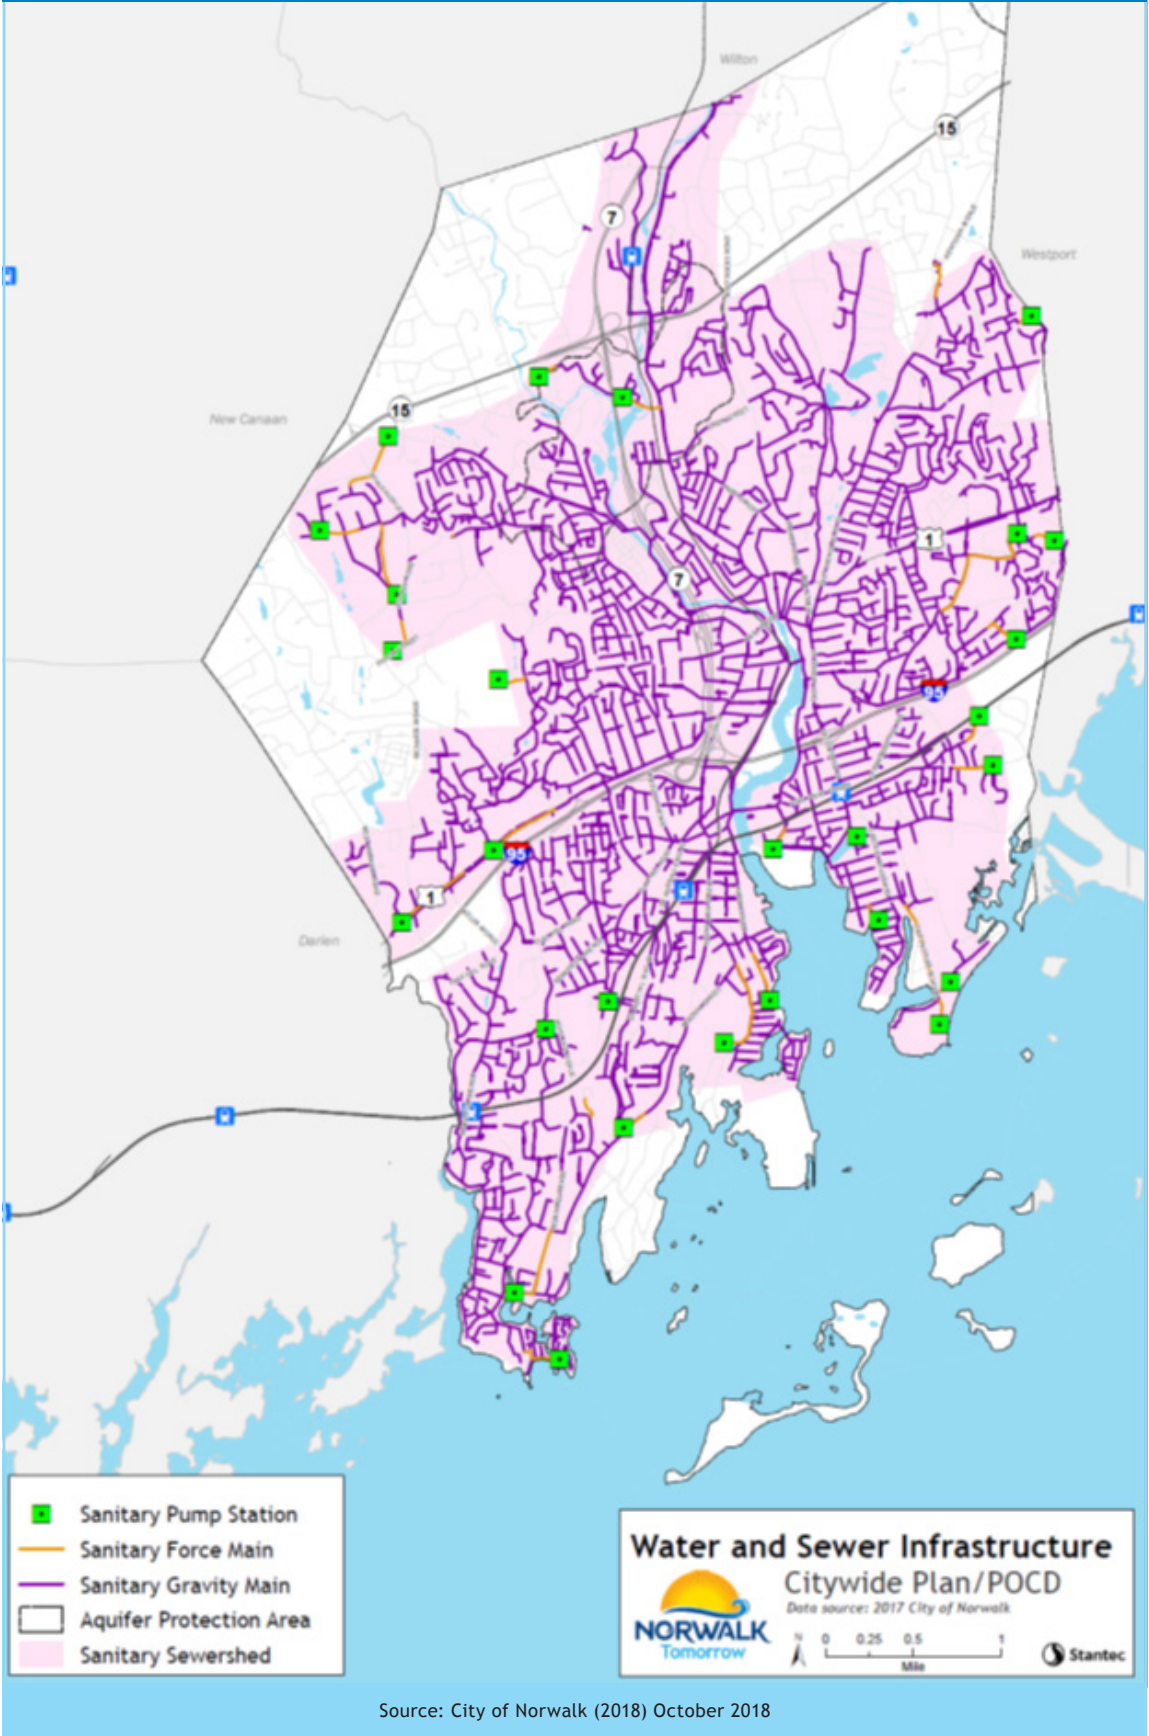 Wilton
15
7
Westport
15
New Canaan
1
7
95
95
1
Darien
Sanitary Pump Station
Sanitary Force Main
Sanitary Gravity Main
Aquifer Protection Area
Sanitary Sewershed
Water and Sewer Infrastructure
Citywide Plan/POCD
Data source: 2017 City of Norwalk
NORWALK
Tomorrow
N
0 0.25 0.5 1
Mile
Stantec
Source: City of Norwalk (2018) October 2018